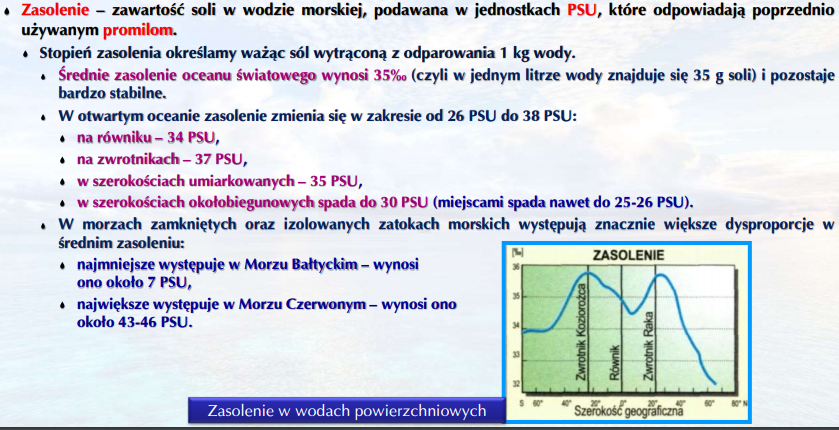 Zasolenie – zawartość soli w wodzie morskiej, podawana w jednostkach PSU, które odpowiadają poprzednio
używanym promilom.
Stopień zasolenia określamy ważąc sól wytrąconą z odparowania 1 kg wody.
Średnie zasolenie oceanu światowego wynosi 35‰ (czyli w jednym litrze wody znajduje się 35 g soli) i pozostaje
bardzo stabilne.
W otwartym oceanie zasolenie zmienia się w zakresie od 26 PSU do 38 PSU:
na równiku – 34 PSU,
na zwrotnikach – 37 PSU,
w szerokościach umiarkowanych – 35 PSU,
w szerokościach okołobiegunowych spada do 30 PSU (miejscami spada nawet do 25-26 PSU).
W morzach zamkniętych oraz izolowanych zatokach morskich występują znacznie większe dysproporcje w
średnim zasoleniu:
najmniejsze występuje w Morzu Bałtyckim – wynosi
ono około 7 PSU,
największe występuje w Morzu Czerwonym – wynosi ono
około 43-46 PSU.
[‰]
ZASOLENIE
36
35
34
33
32
Zwrotnik Koziorożca
Równik
Zwrotnik Raka
S 60° 40° 20° 0° 20° 40° 60° 80° N
Szerokość geograficzna
Zasolenie w wodach powierzchniowych